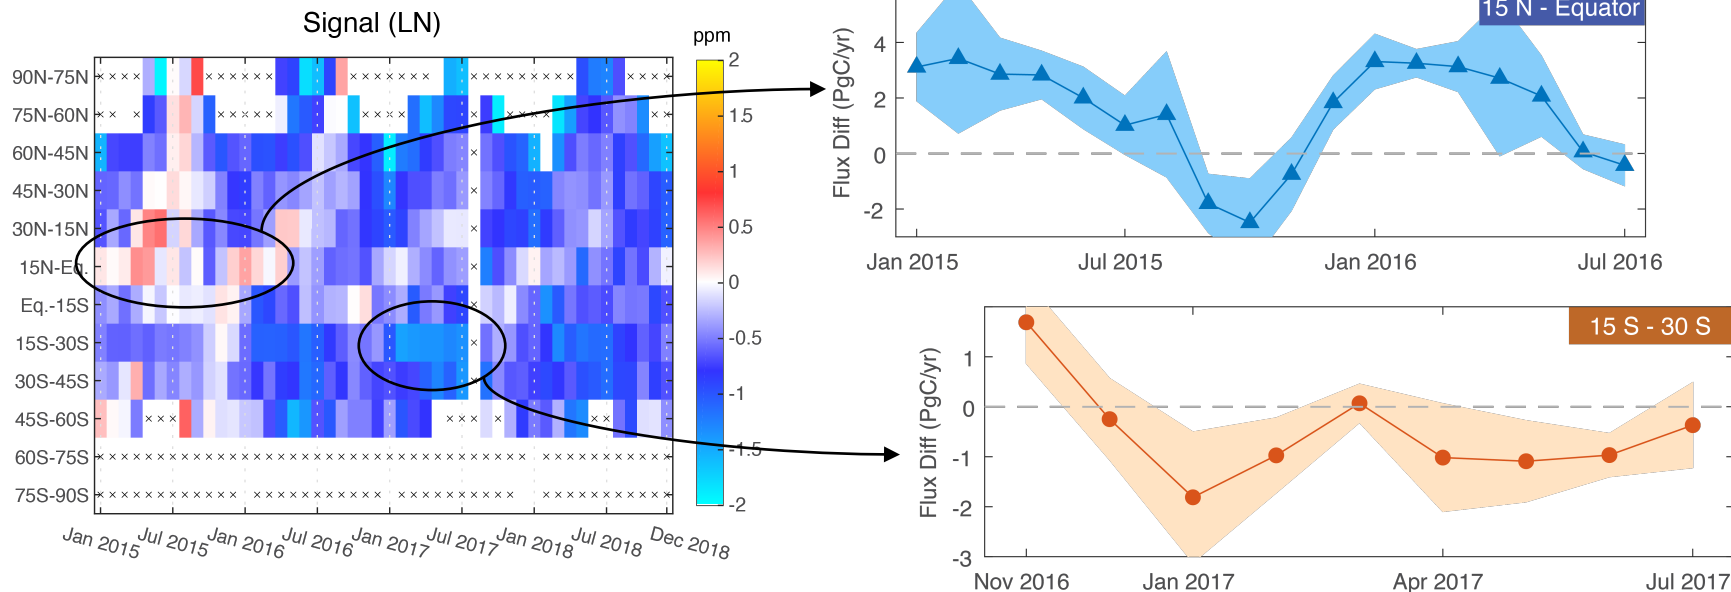 Signal (LN)
ppm
90N-75N
75N-60N
60N-45N
45N-30N
30N-15N
15N-Eq.
Eq.-15S
15S-30S
30S-45S
45S-60S
60S-75S
75S-90S
Jan 2015
Jul 2015
Jan 2016
Jul 2016
Jan 2017
Jul 2017
Jan 2018
Jul 2018
Dec 2018
2
1.5
1
0.5
0
-0.5
-1
-1.5
-2
15 N - Equator
Flux Diff (PgC/yr)
4
2
0
-2
Jan 2015
Jul 2015
Jan 2016
Jul 2016
15 S - 30 S
Flux Diff (PgC/yr)
1
0
-1
-2
-3
Nov 2016
Jan 2017
Apr 2017
Jul 2017